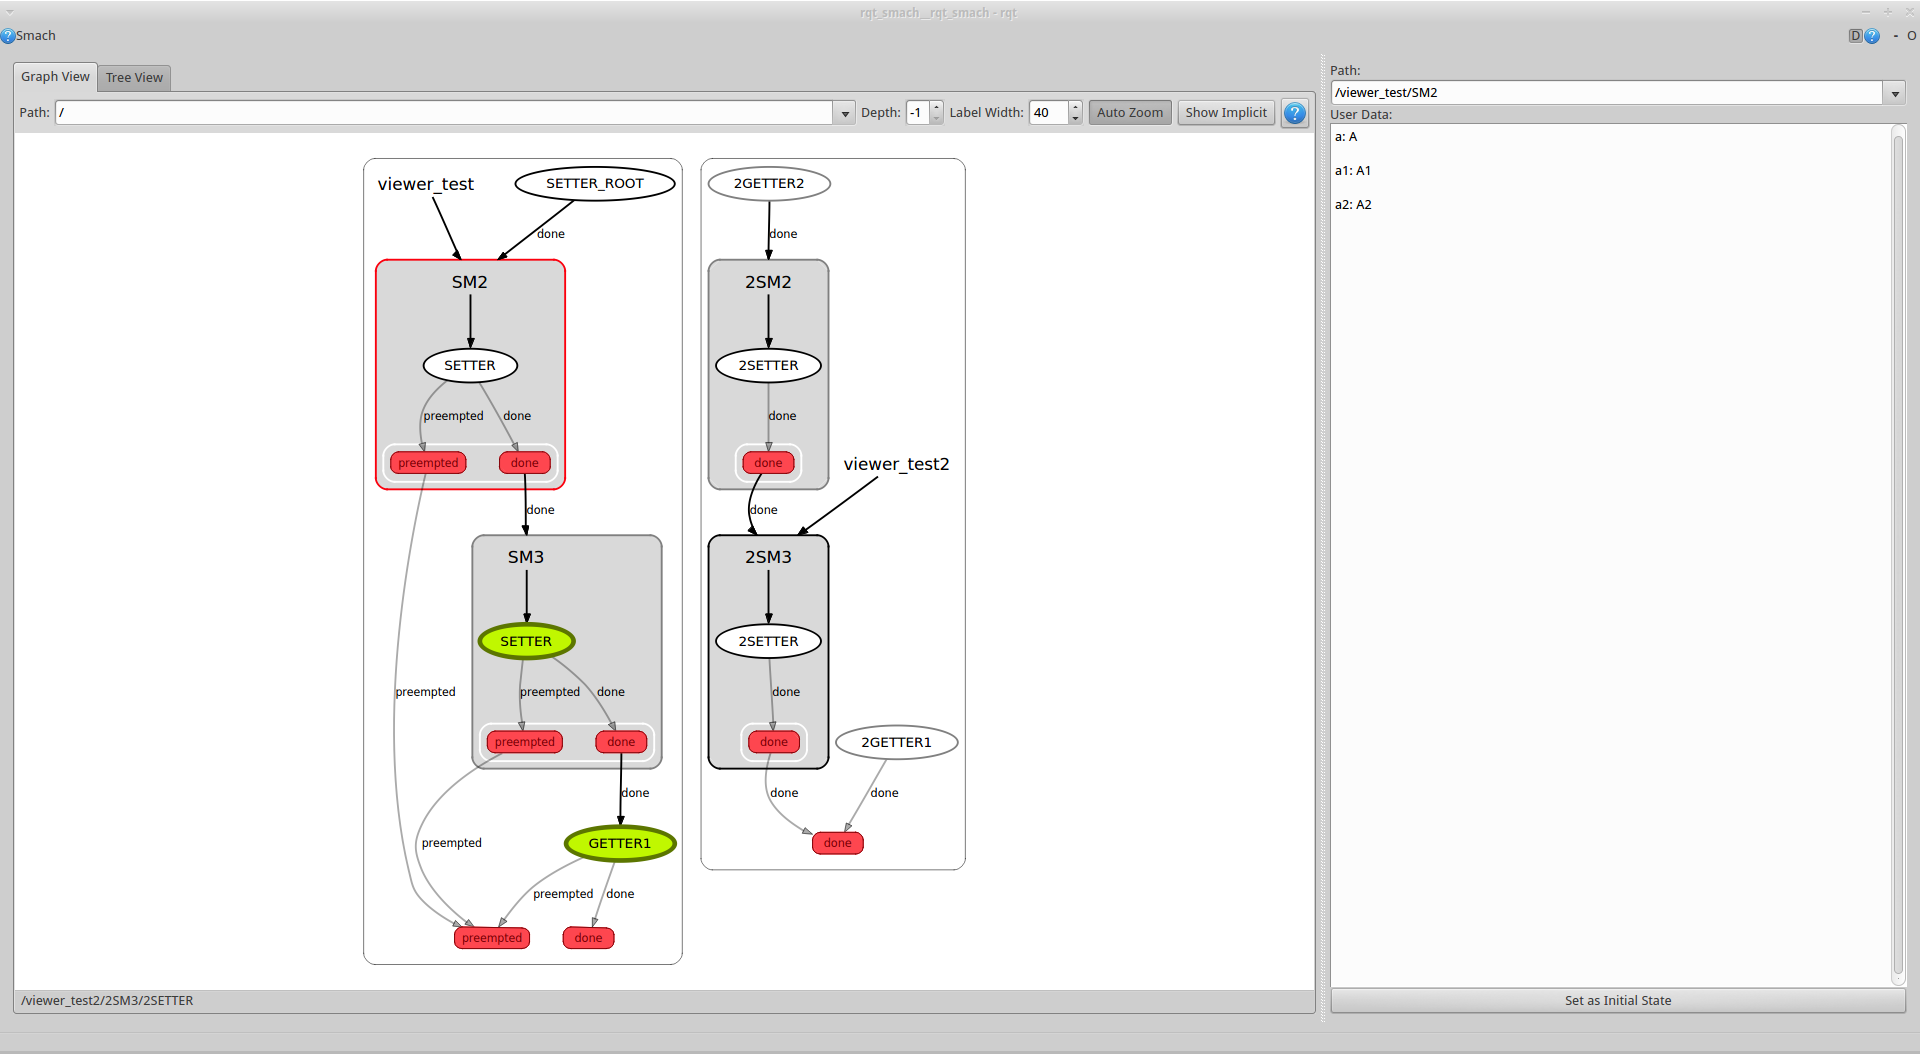 rqt_smach__rqt_smach - rqt
Smach
D
- O
Graph View
Tree View
Path: /
Depth: -1
Label Width: 40
Auto Zoom
Show Implicit
viewer_test
SETTER_ROOT
done
SM2
SETTER
preempted
done
preempted
done
done
SM3
SETTER
preempted
preempted
done
preempted
done
done
GETTER1
preempted
preempted
done
preempted
done
2GETTER2
done
2SM2
2SETTER
done
done
viewer_test2
done
2SM3
2SETTER
done
done
2GETTER1
done
done
done
/viewer_test2/2SM3/2SETTER
Path:
/viewer_test/SM2
User Data:
a: A
a1: A1
a2: A2
Set as Initial State